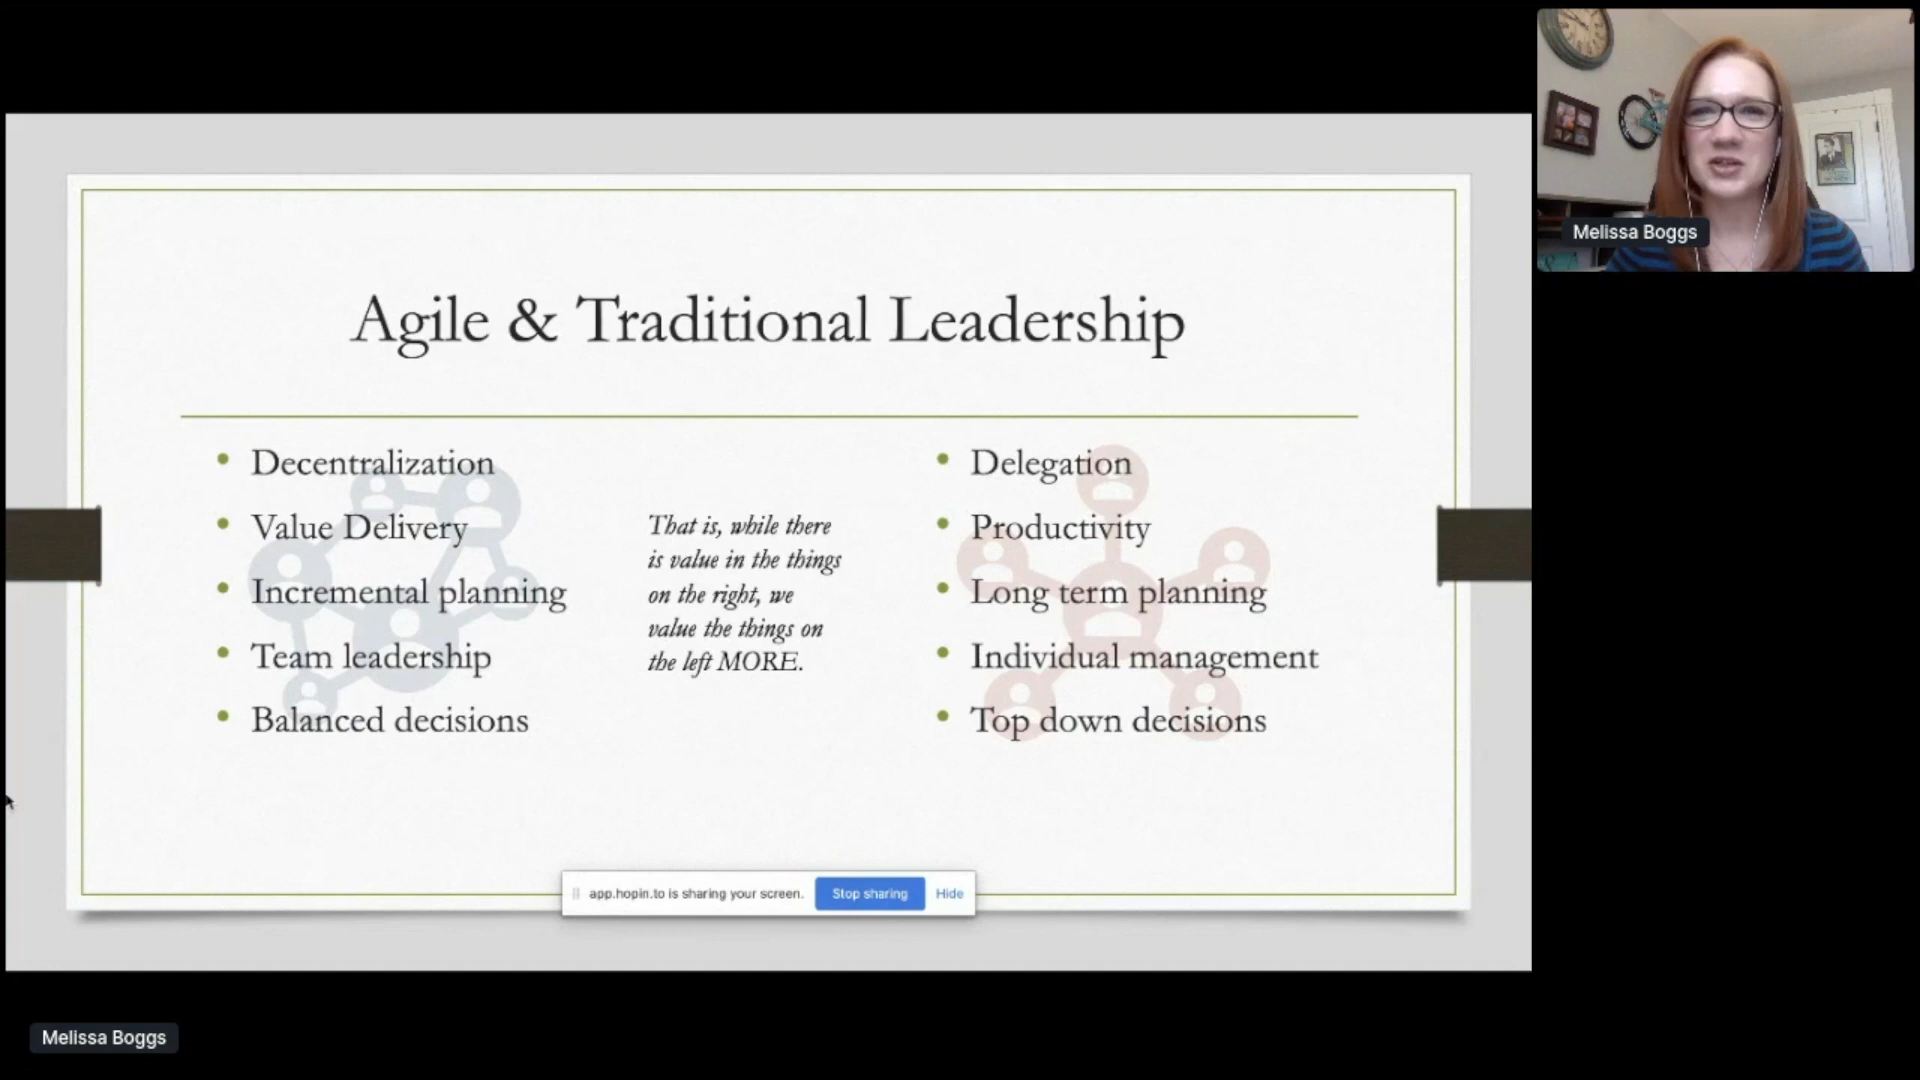 Agile & Traditional Leadership
• Decentralization
• Value Delivery
• Incremental planning
• Team leadership
• Balanced decisions
That is, while there
is value in the things
on the right, we
value the things on
the left MORE.
• Delegation
• Productivity
• Long term planning
• Individual management
• Top down decisions
app.hopin.to is sharing your screen. Stop sharing Hide
Melissa Boggs
Melissa Boggs